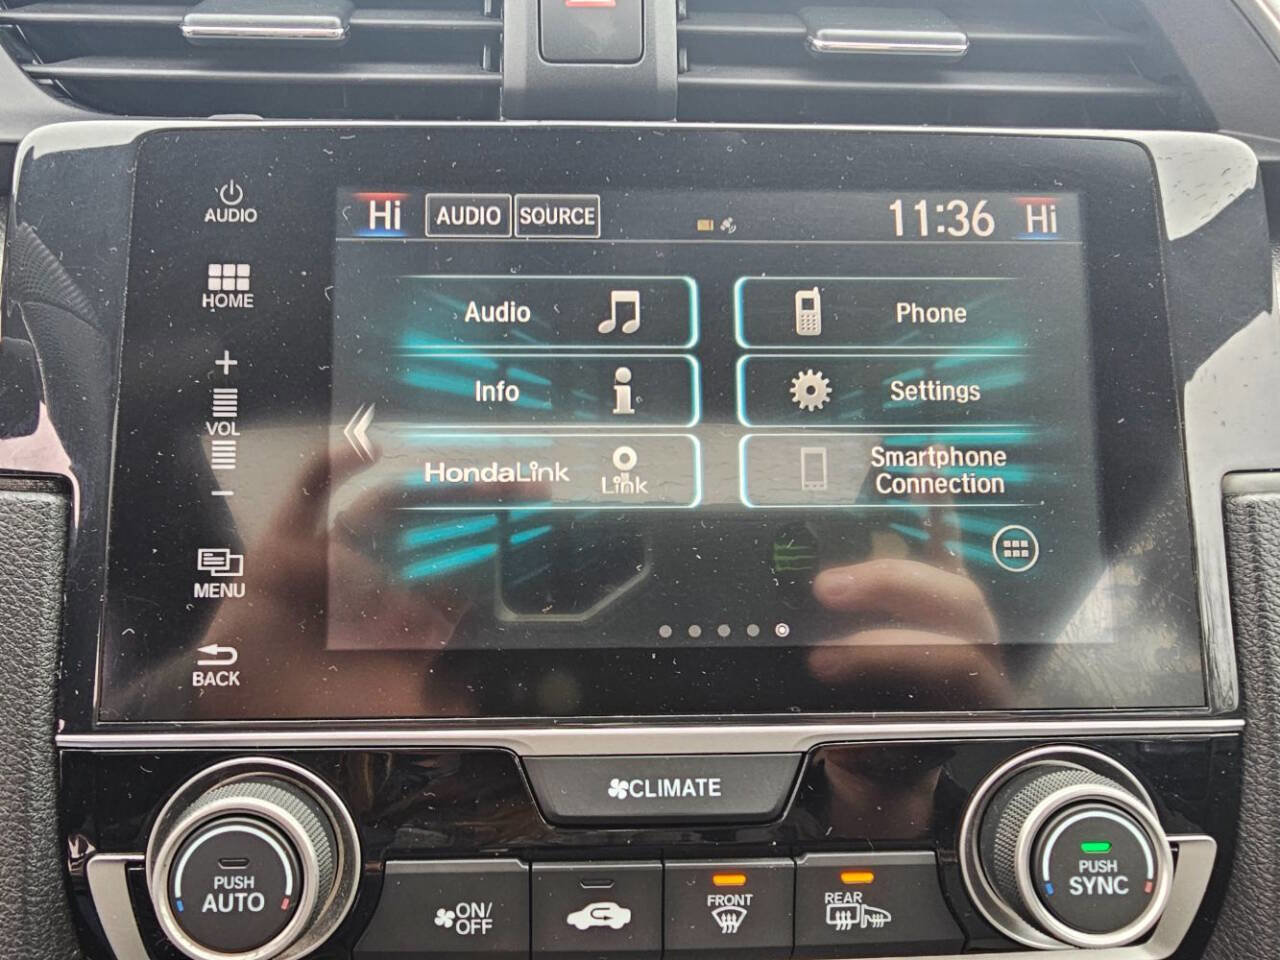 AUDIO
HOME
+
VOL
−
MENU
BACK
Hi AUDIO SOURCE 11:36 Hi
Audio
Phone
Info
Settings
HondaLink
Link
Smartphone
Connection
CLIMATE
PUSH
AUTO
ON/
OFF
FRONT
REAR
PUSH
SYNC